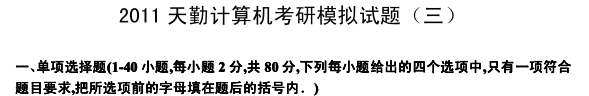 2011 天勤计算机考研模拟试题（三）
一、单项选择题(1-40 小题,每小题 2 分,共 80 分,下列每小题给出的四个选项中,只有一项符合
题目要求,把所选项前的字母填在题后的括号内．)